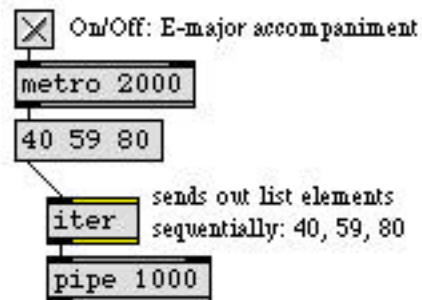 On/Off: E-major accompaniment
metro 2000
40 59 80
sends out list elements
iter
sequentially: 40, 59, 80
pipe 1000